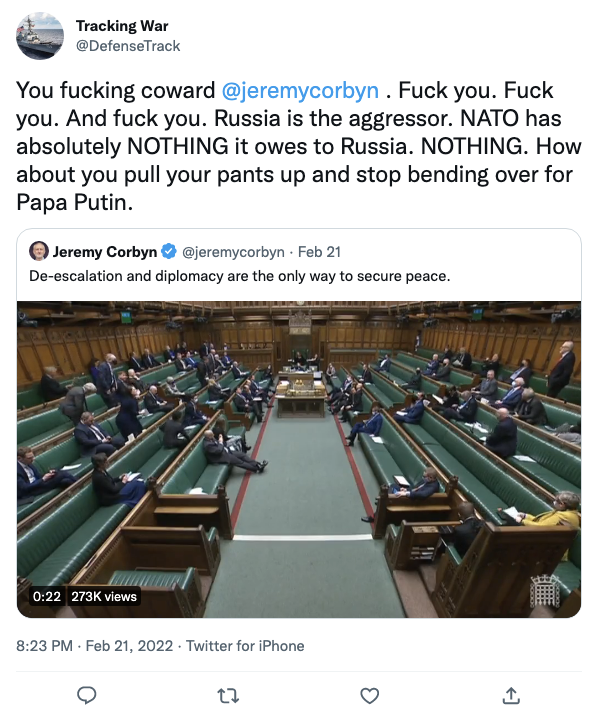 Tracking War
@DefenseTrack
You fucking coward @jeremycorbyn . Fuck you. Fuck
you. And fuck you. Russia is the aggressor. NATO has
absolutely NOTHING it owes to Russia. NOTHING. How
about you pull your pants up and stop bending over for
Papa Putin.
Jeremy Corbyn @jeremycorbyn · Feb 21
De-escalation and diplomacy are the only way to secure peace.
0:22 273K views
8:23 PM · Feb 21, 2022 · Twitter for iPhone